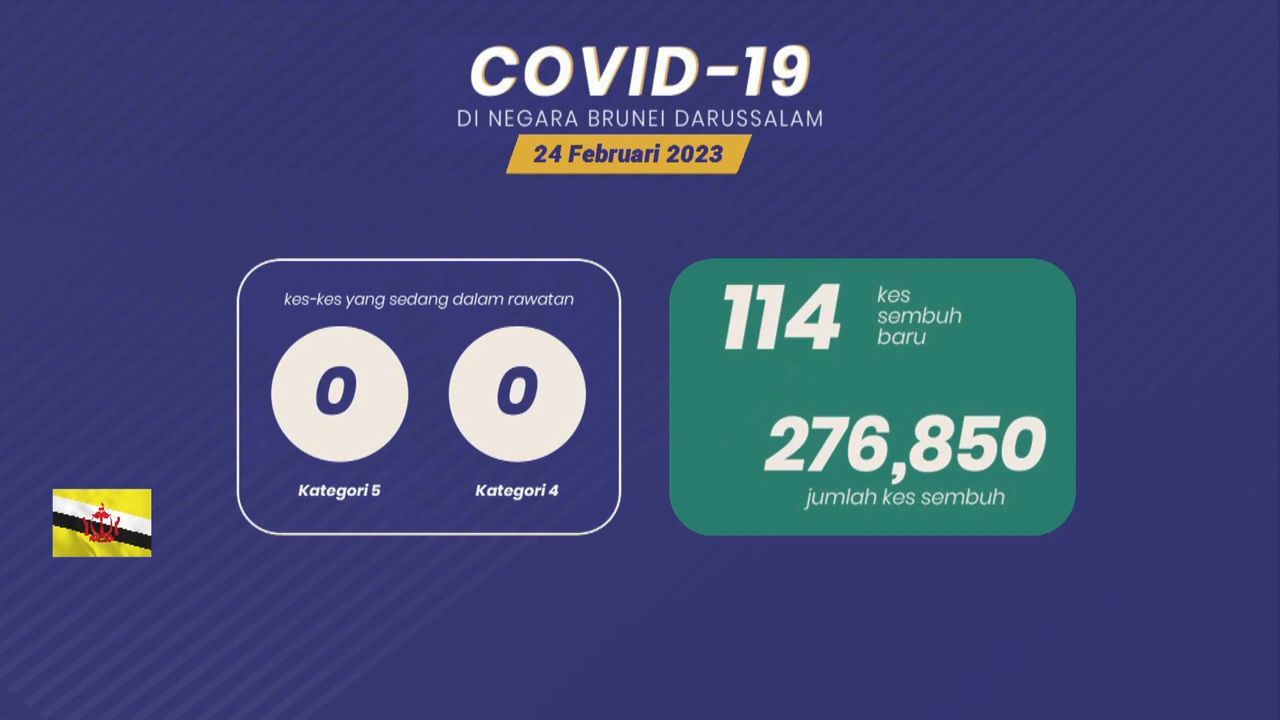 COVID-19
DI NEGARA BRUNEI DARUSSALAM
24 Februari 2023
kes-kes yang sedang dalam rawatan
0
0
Kategori 5
Kategori 4
114
kes
sembuh
baru
276,850
jumlah kes sembuh